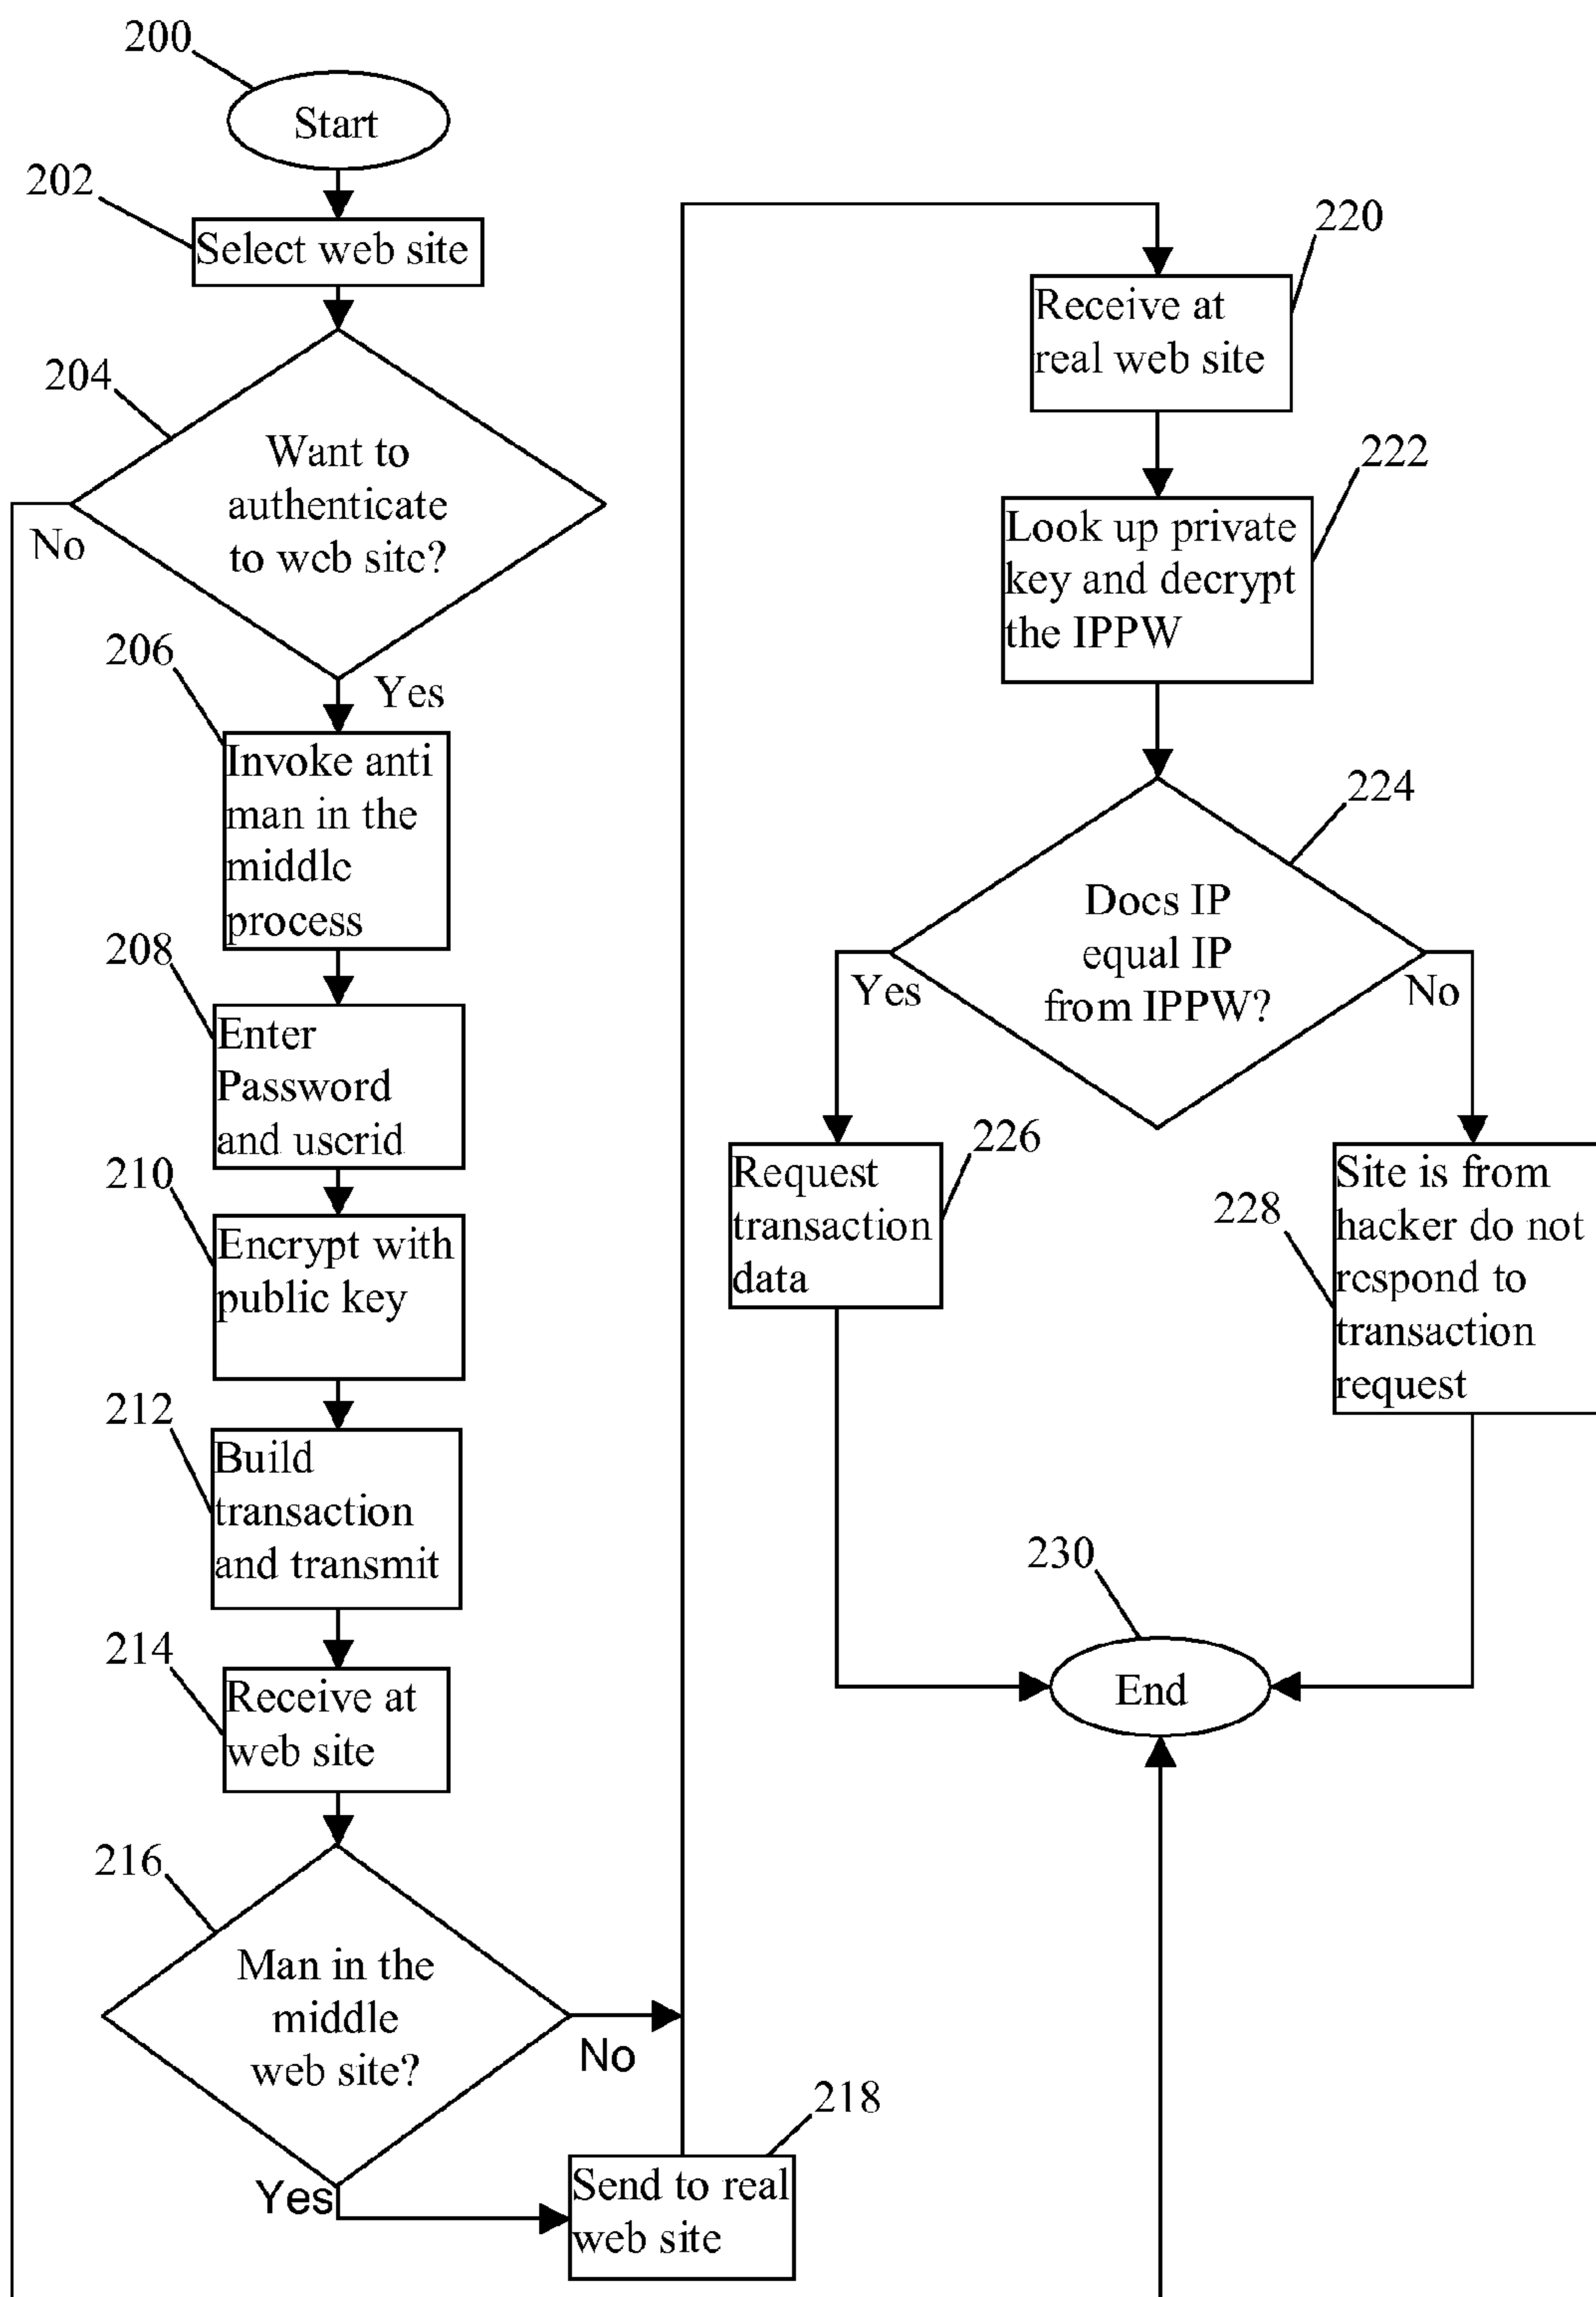 200
Start
202
Select web site
204
Want to
authenticate
to web site?
No
Yes
206
Invoke anti
man in the
middle
process
208
Enter
Password
and userid
210
Encrypt with
public key
212
Build
transaction
and transmit
214
Receive at
web site
216
Man in the
middle
web site?
No
Yes
218
Send to real
web site
220
Receive at
real web site
222
Look up private
key and decrypt
the IPPW
224
Does IP
equal IP
from IPPW?
Yes
No
226
Request
transaction
data
228
Site is from
hacker do not
respond to
transaction
request
230
End